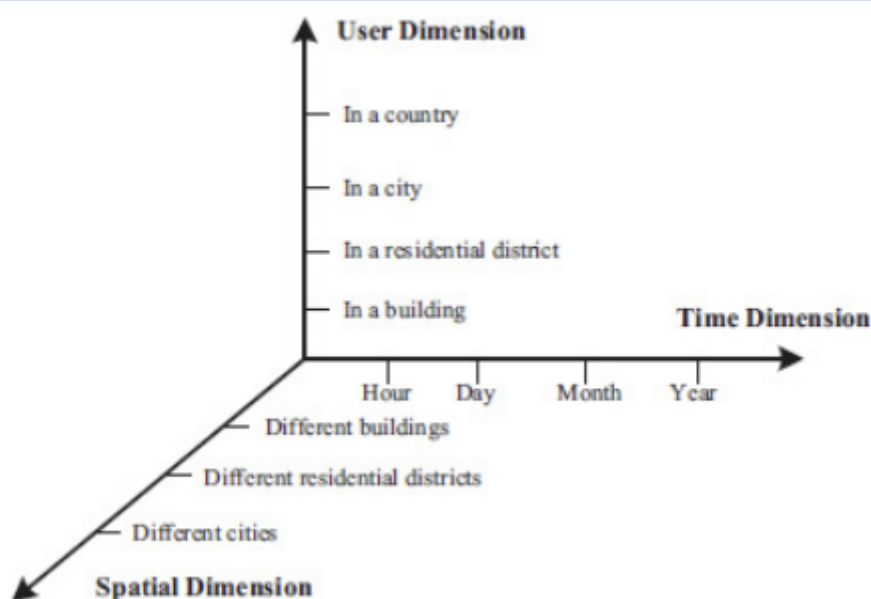 User Dimension
In a country
In a city
In a residential district
In a building
Time Dimension
Hour Day Month Year
Different buildings
Different residential districts
Different cities
Spatial Dimension